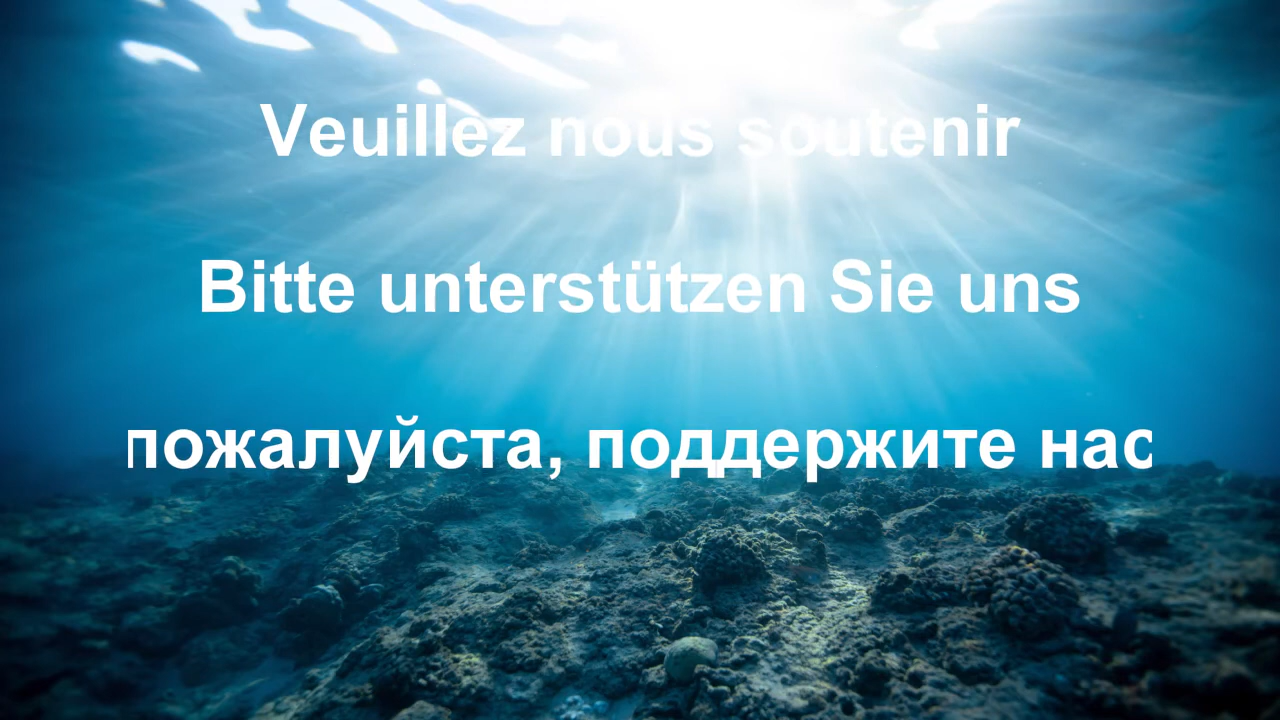 Veuillez nous soutenir
Bitte unterstützen Sie uns
пожалуйста, поддержите нас